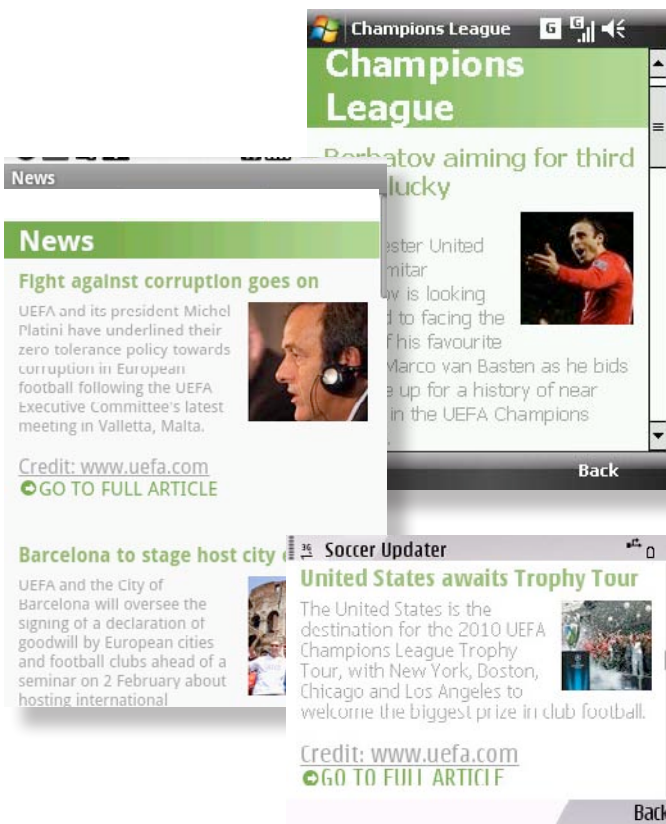 Champions League
G
G
Champions
League
Berbatov aiming for third
lucky
United
is looking
to facing the
his favourite
Marco van Basten as he bids
up for a history of near
in the UEFA Champions
Back
News
News
Fight against corruption goes on
UEFA and its president Michel
Platini have underlined their
zero tolerance policy towards
corruption in European
football following the UEFA
Executive Committee's latest
meeting in Valletta, Malta.
Credit: www.uefa.com
GO TO FULL ARTICLE
Barcelona to stage host city
UEFA and the City of
Barcelona will oversee the
signing of a declaration of
goodwill by European cities
and football clubs ahead of a
seminar on 2 February about
hosting international
3G Soccer Updater
United States awaits Trophy Tour
The United States is the
destination for the 2010 UEFA
Champions League Trophy
Tour, with New York, Boston,
Chicago and Los Angeles to
welcome the biggest prize in club football.
Credit: www.uefa.com
GO TO FULL ARTICLE
Back